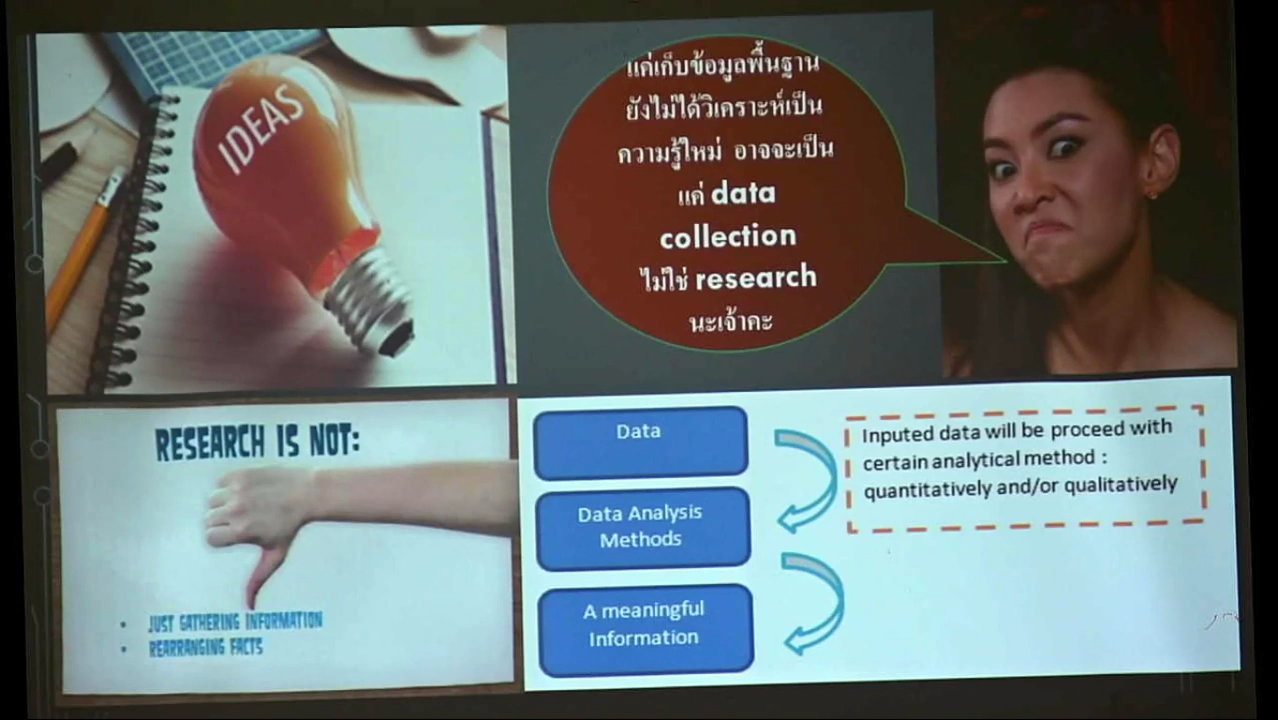 IDEAS
แค่เก็บข้อมูลพื้นฐาน
ยังไม่ได้วิเคราะห์เป็น
ความรู้ใหม่ อาจจะเป็น
แค่ data
collection
ไม่ใช่ research
นะเจ้าคะ
RESEARCH IS NOT:
• JUST GATHERING INFORMATION
• REARRANGING FACTS
Data
Data Analysis
Methods
A meaningful
Information
Inputed data will be proceed with
certain analytical method :
quantitatively and/or qualitatively